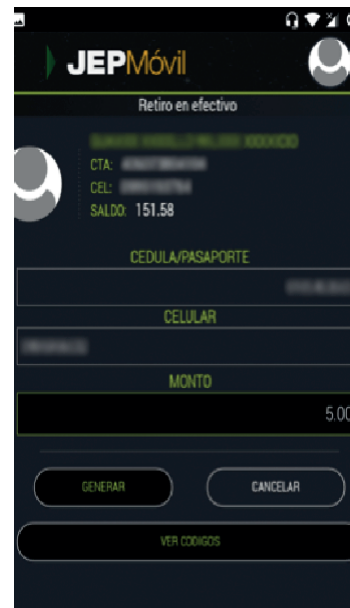 JEPMóvil
Retiro en efectivo
CTA:
CEL:
SALDO: 151.58
CEDULA/PASAPORTE
CELULAR
MONTO
5.00
GENERAR
CANCELAR
VER CODIGOS